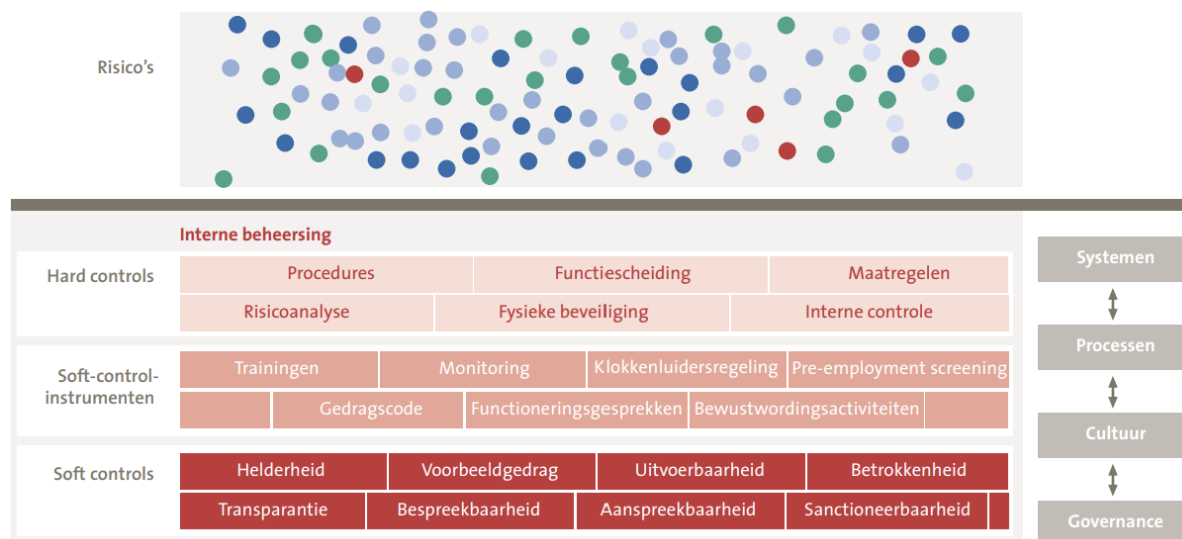 Risico's
Interne beheersing
Hard controls
Procedures
Functiescheiding
Maatregelen
Risicoanalyse
Fysieke beveiliging
Interne controle
Soft-control-
instrumenten
Trainingen
Monitoring
Klokkenluidersregeling
Pre-employment screening
Gedragscode
Functioneringsgesprekken
Bewustwordingsactiviteiten
Soft controls
Helderheid
Voorbeeldgedrag
Uitvoerbaarheid
Betrokkenheid
Transparantie
Bespreekbaarheid
Aanspreekbaarheid
Sanctioneerbaarheid
Systemen
Processen
Cultuur
Governance